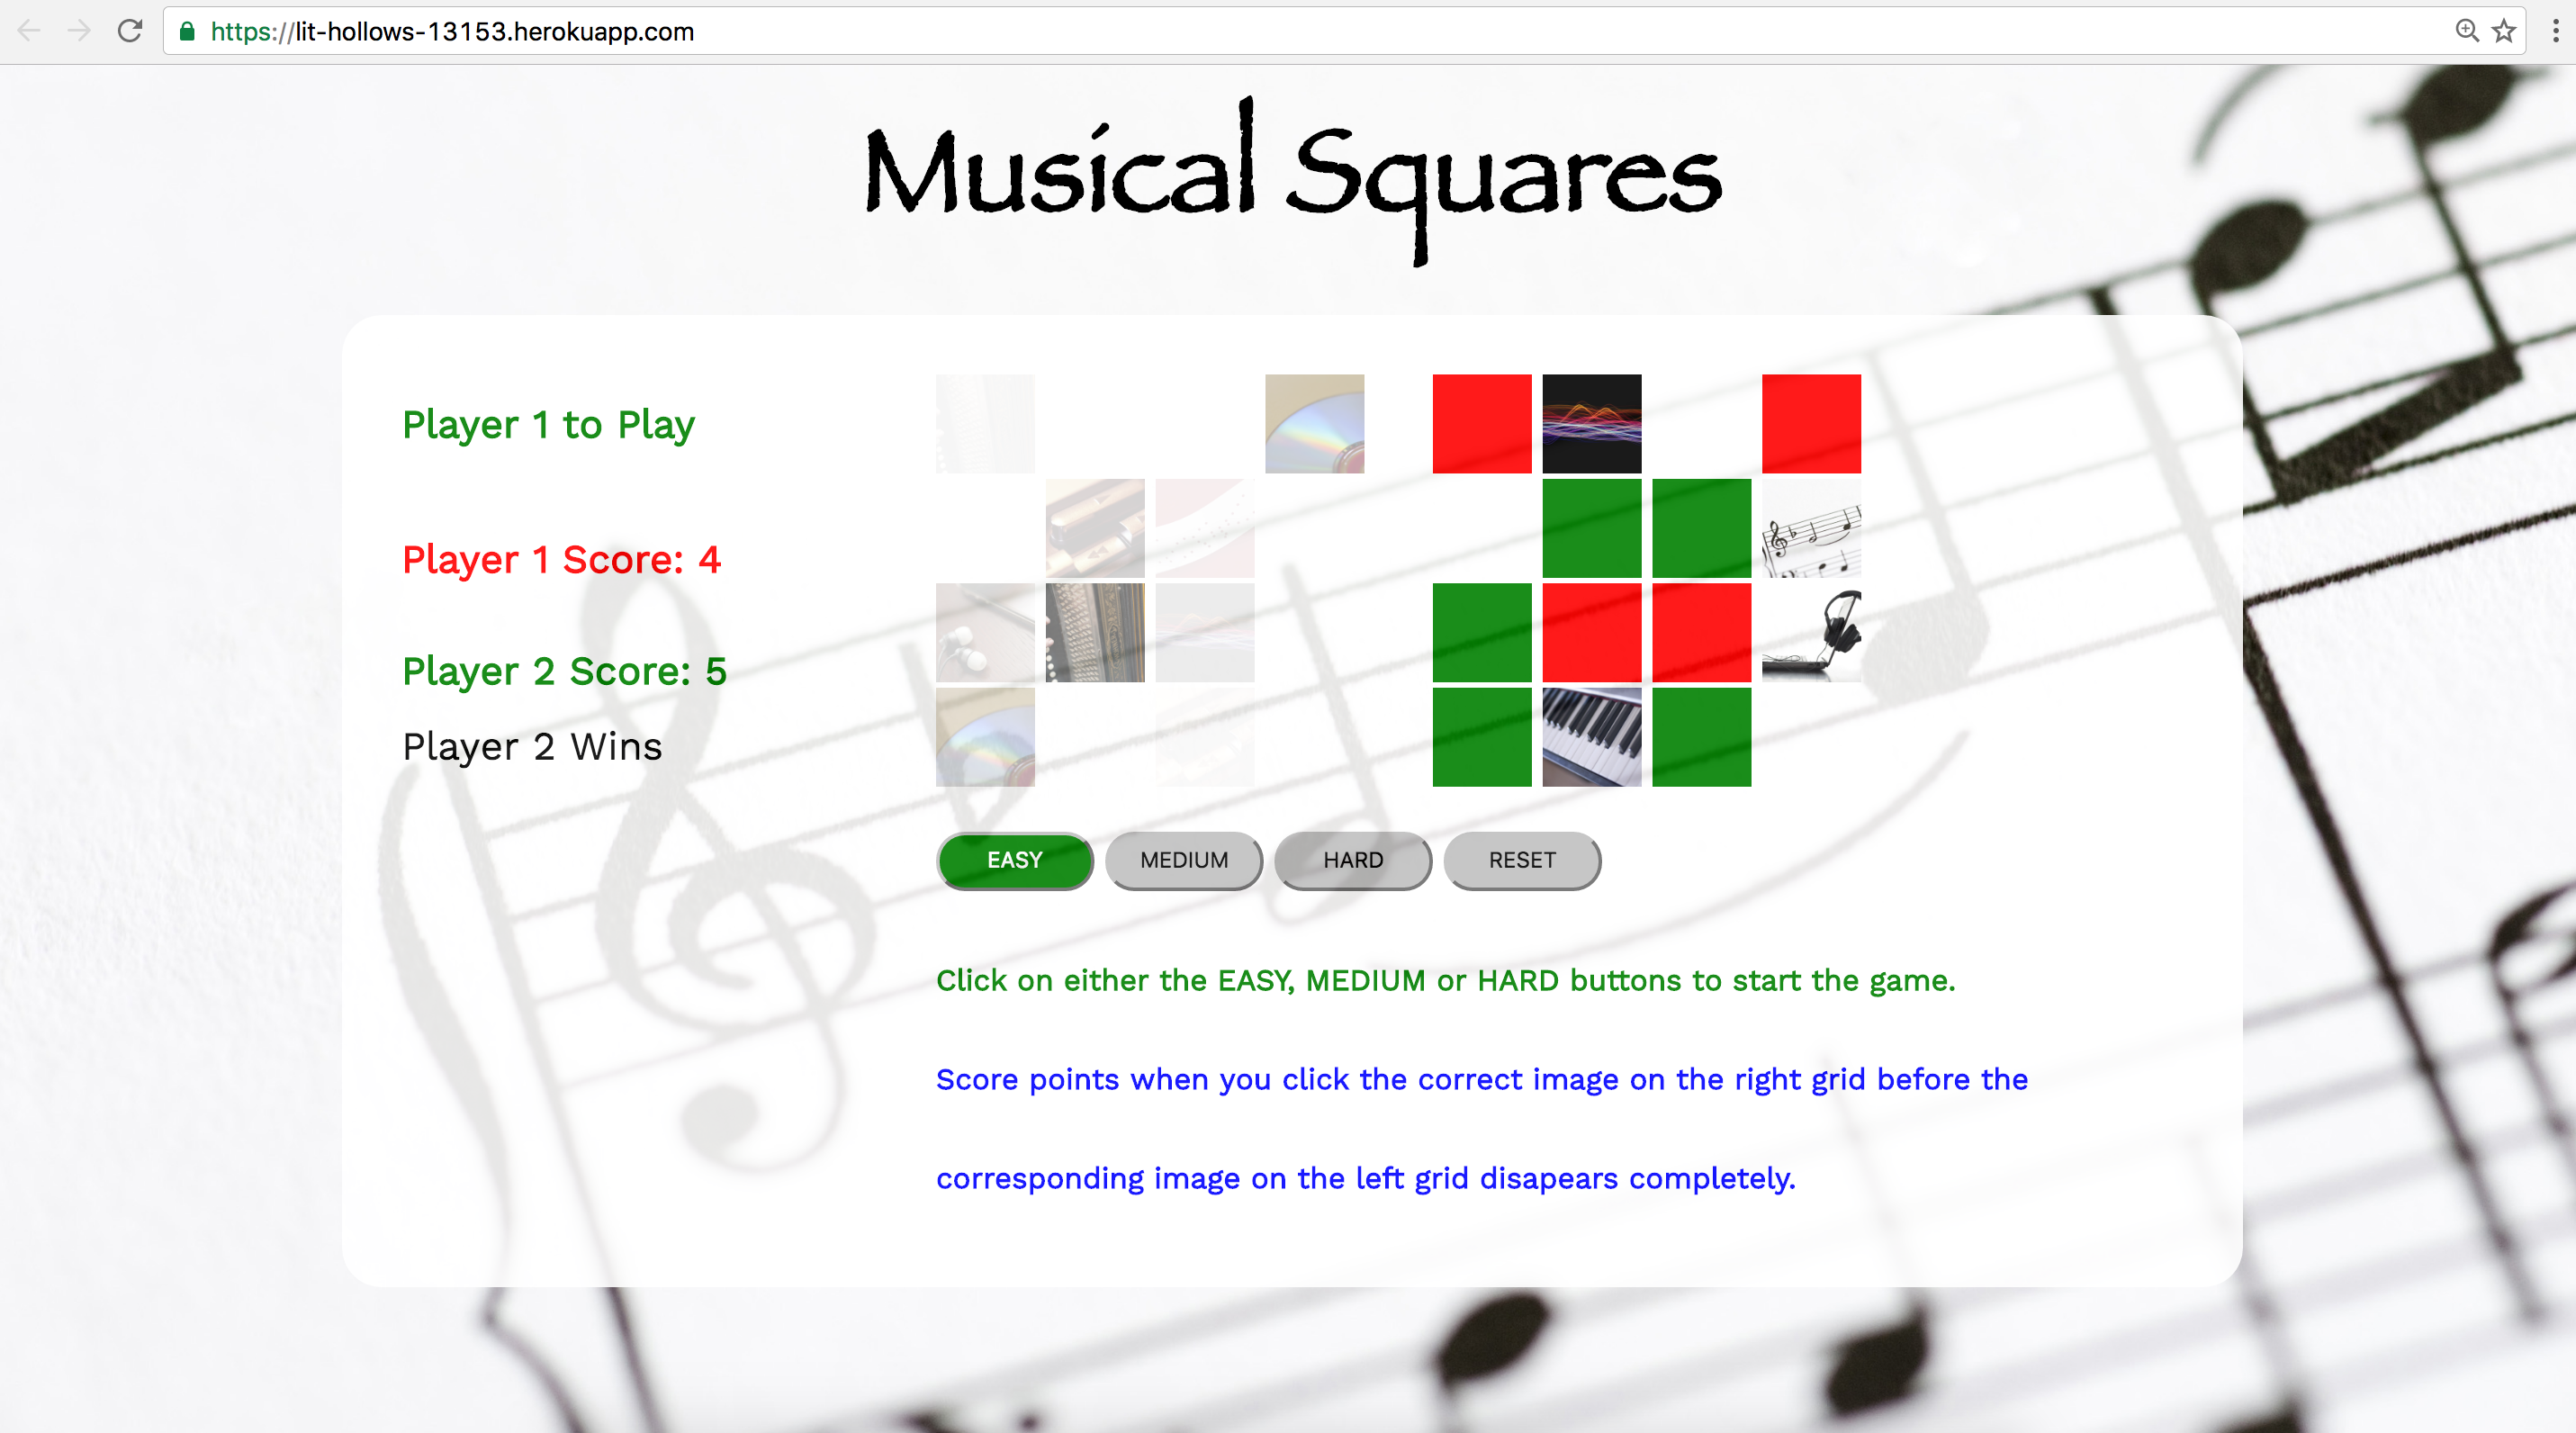 https://lit-hollows-13153.herokuapp.com
Musical Squares
Player 1 to Play
Player 1 Score: 4
Player 2 Score: 5
Player 2 Wins
EASY MEDIUM HARD RESET
Click on either the EASY, MEDIUM or HARD buttons to start the game.
Score points when you click the correct image on the right grid before the
corresponding image on the left grid disapears completely.